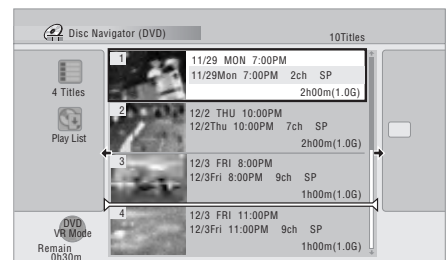 Disc Navigator (DVD)
10Titles
4 Titles
Play List
DVD
VR Mode
Remain
0h30m
1
11/29 MON 7:00PM
11/29Mon 7:00PM 2ch SP
2h00m(1.0G)
2
12/2 THU 10:00PM
12/2Thu 10:00PM 7ch SP
2h00m(1.0G)
3
12/3 FRI 8:00PM
12/3Fri 8:00PM 9ch SP
1h00m(1.0G)
4
12/3 FRI 11:00PM
12/3Fri 11:00PM 9ch SP
1h00m(1.0G)